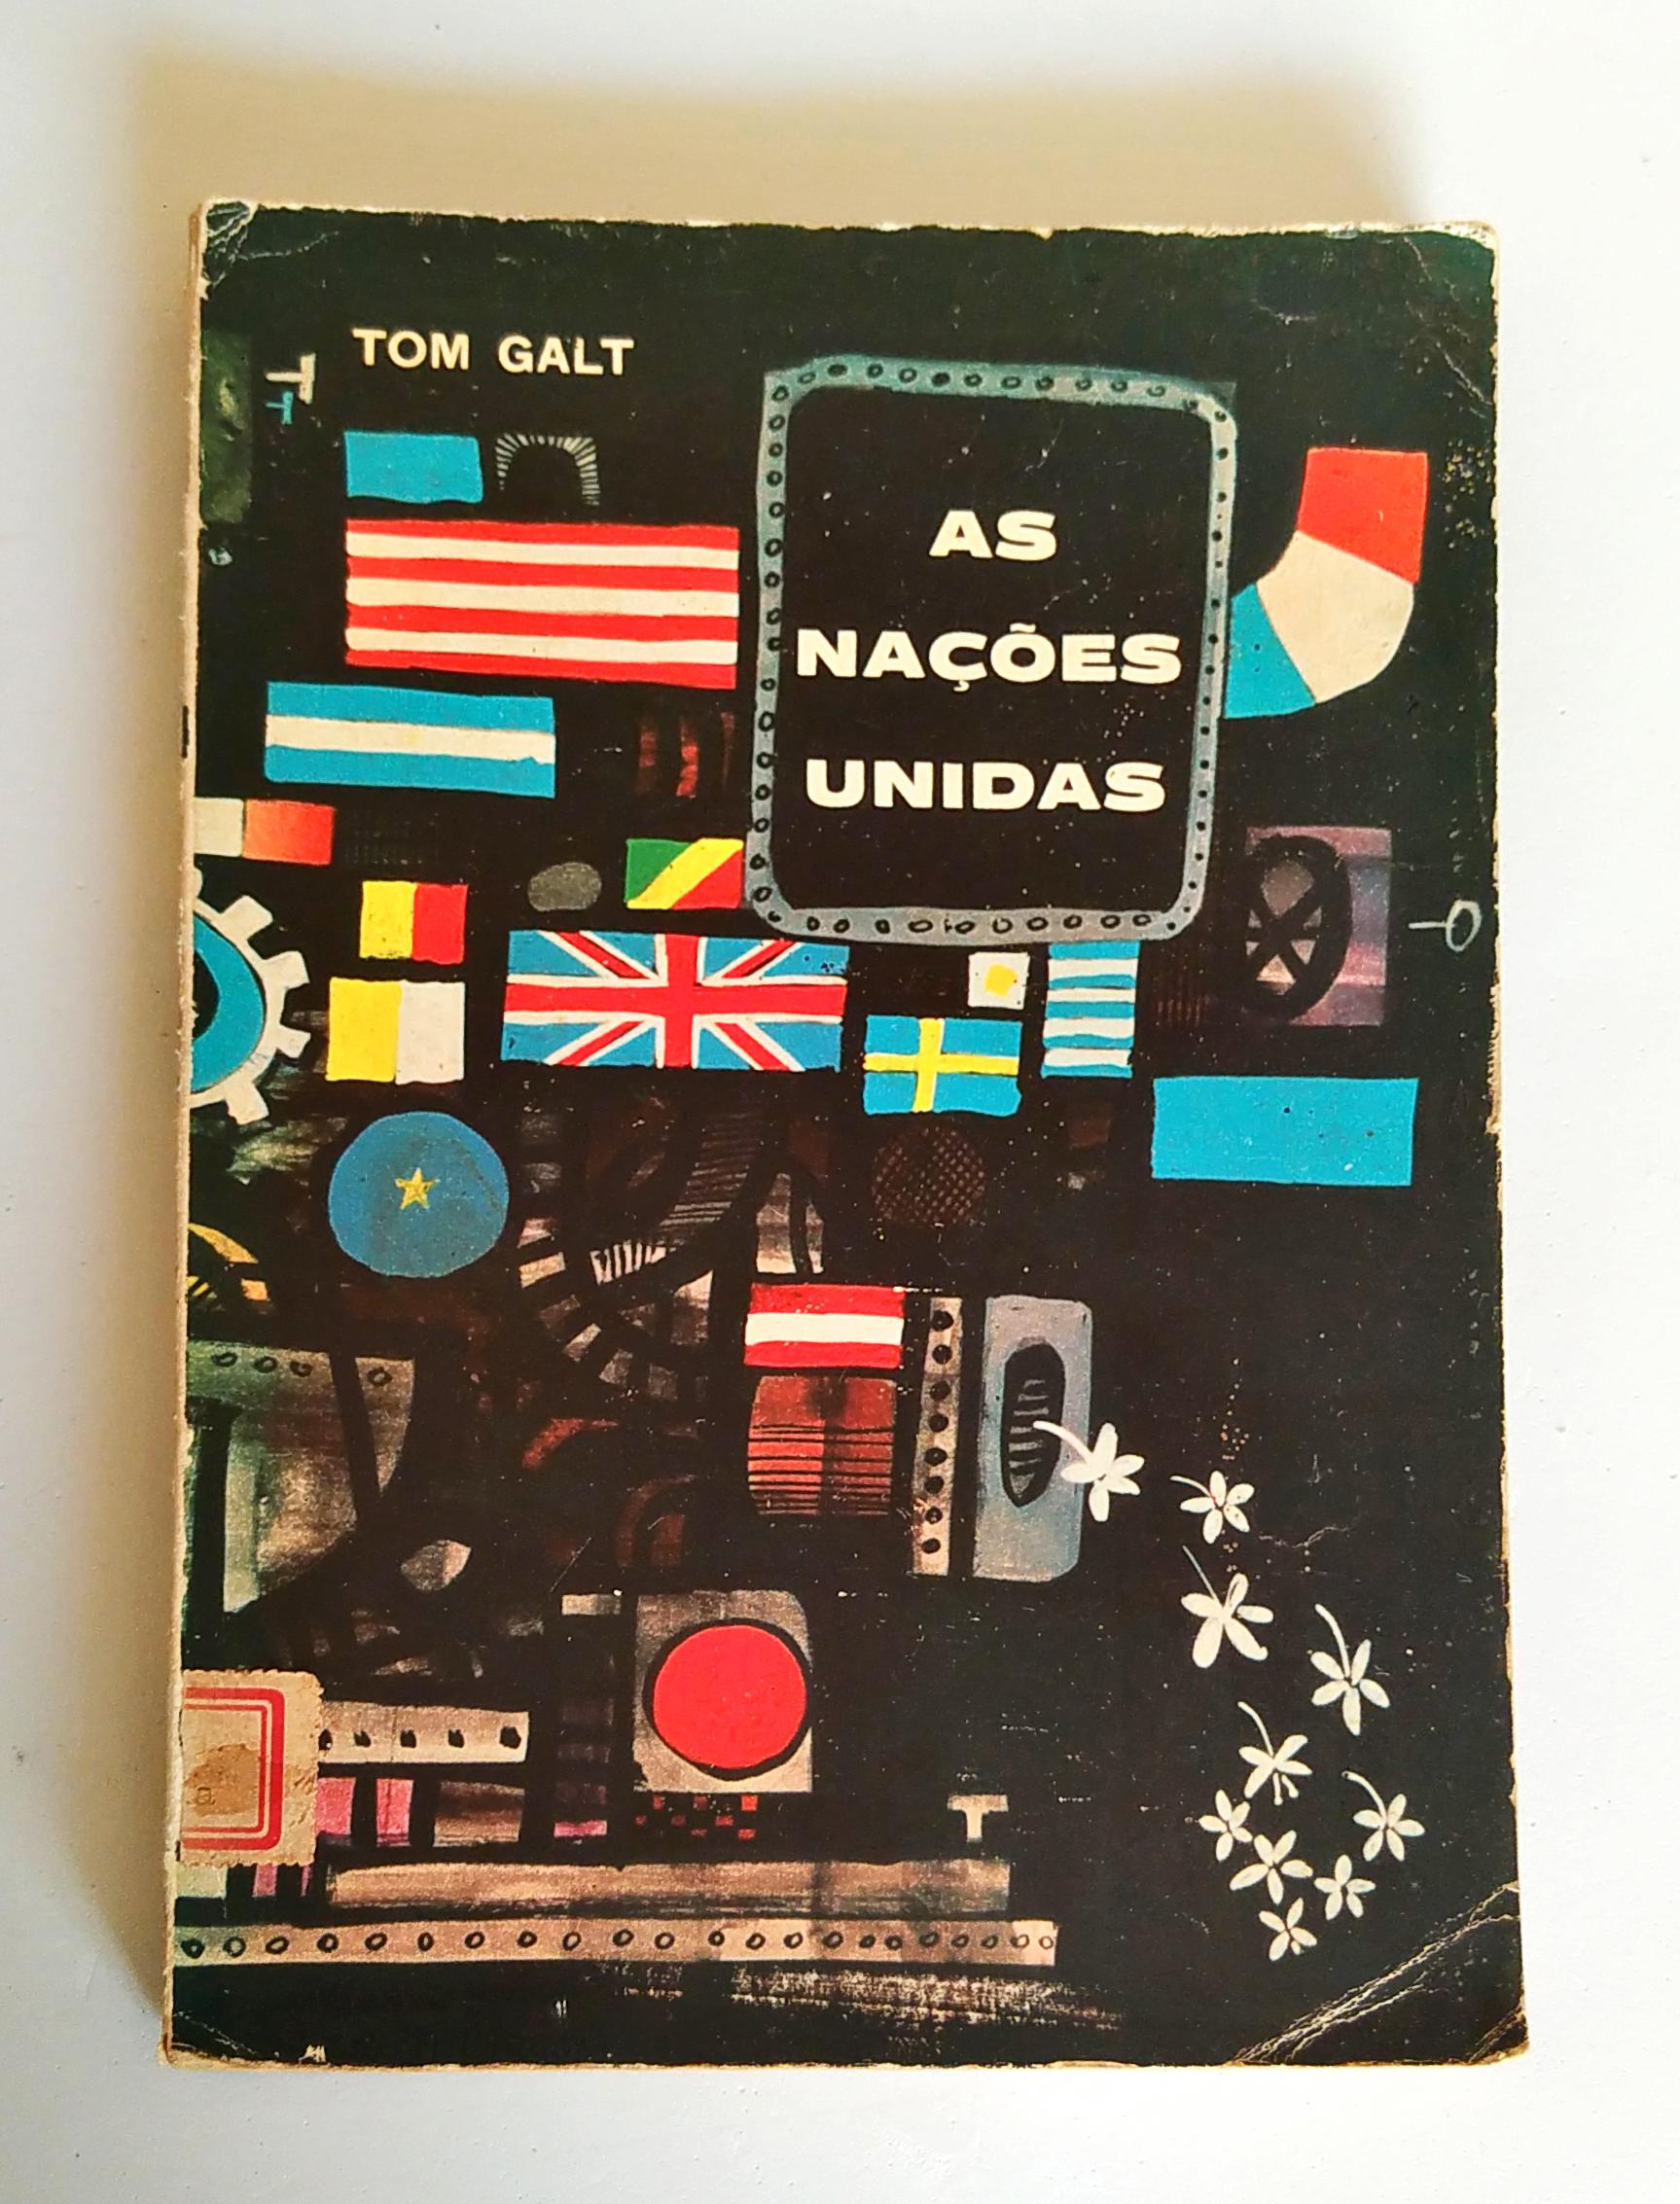 TOM GALT
AS
NAÇÕES
UNIDAS